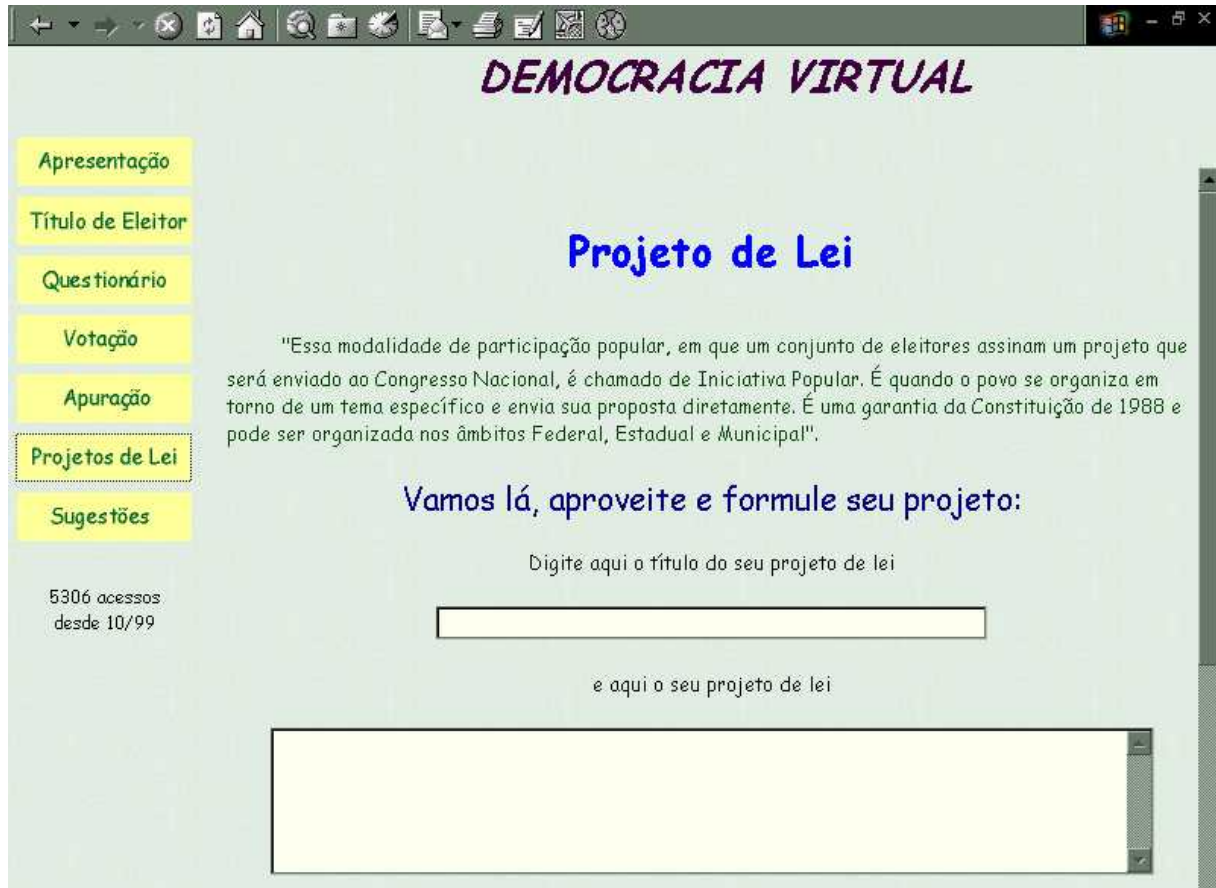 DEMOCRACIA VIRTUAL
Apresentação
Título de Eleitor
Questionário
Votação
Apuração
Projetos de Lei
Sugestões
5306 acessos
desde 10/99
Projeto de Lei
"Essa modalidade de participação popular, em que um conjunto de eleitores assinam um projeto que
será enviado ao Congresso Nacional, é chamado de Iniciativa Popular. É quando o povo se organiza em
torno de um tema específico e envia sua proposta diretamente. É uma garantia da Constituição de 1988 e
pode ser organizada nos âmbitos Federal, Estadual e Municipal".
Vamos lá, aproveite e formule seu projeto:
Digite aqui o título do seu projeto de lei
e aqui o seu projeto de lei